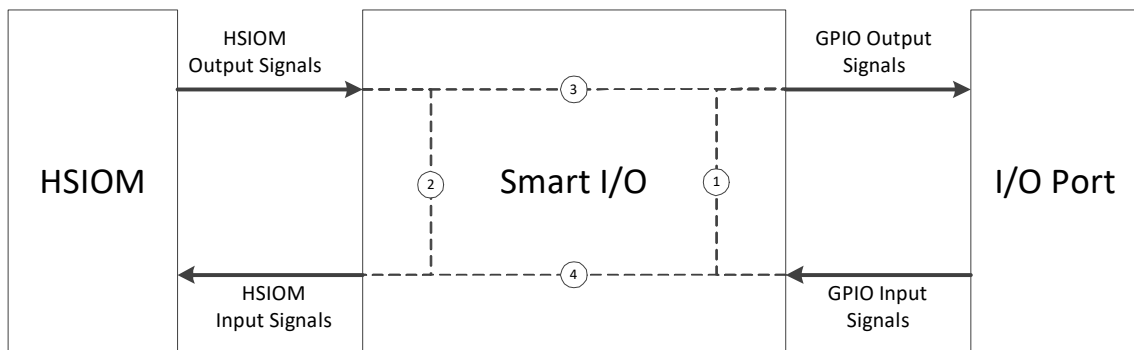 HSIOM
Output Signals
GPIO Output
Signals
3
HSIOM
2
Smart I/O
1
I/O Port
4
HSIOM
Input Signals
GPIO Input
Signals